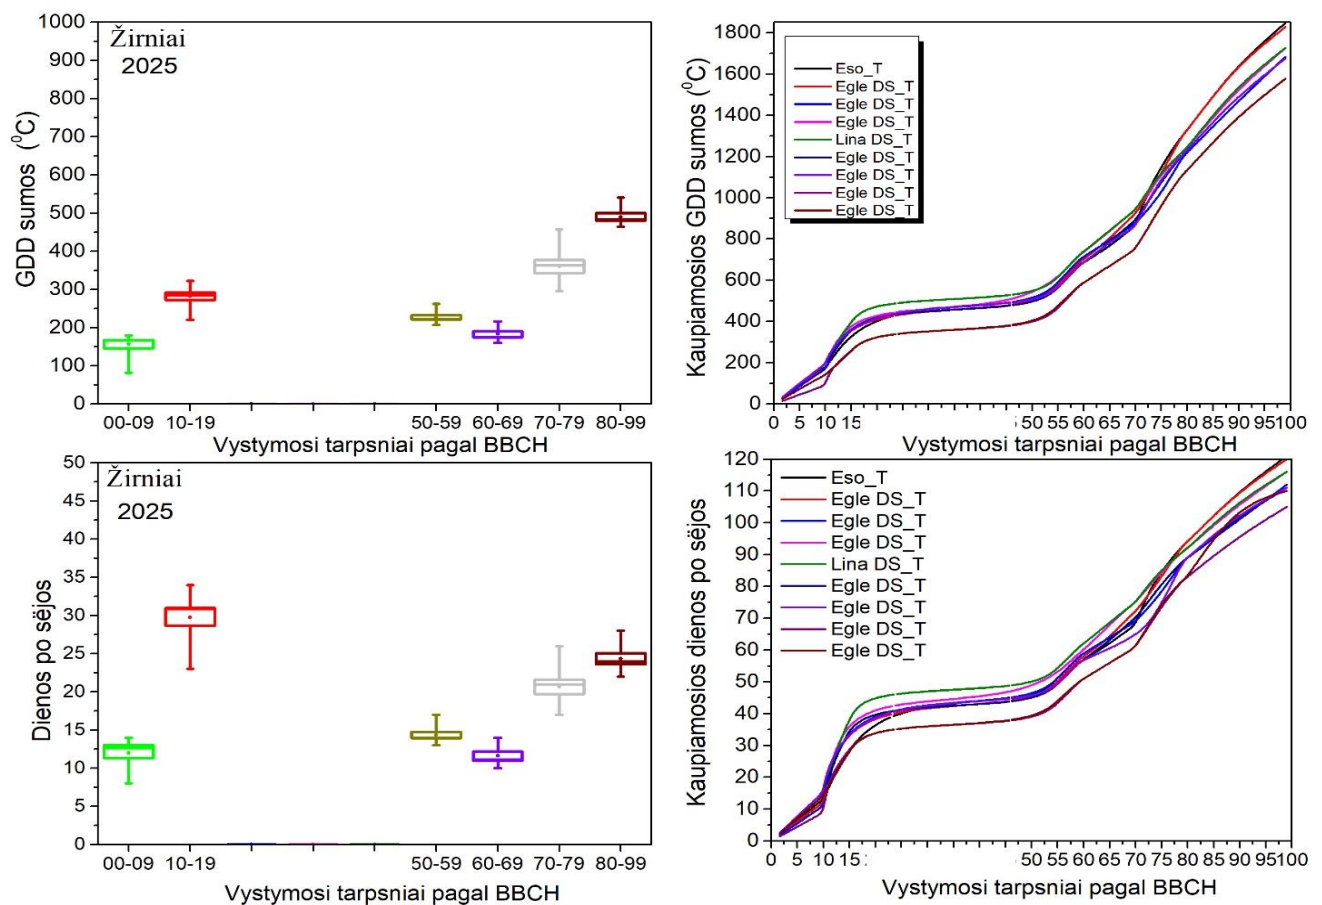 Žirniai
2025
GDD sumos (⁰C)
1000
900
800
700
600
500
400
300
200
100
0
00-09 10-19 50-59 60-69 70-79 80-99
Vystymosi tarpsniai pagal BBCH
Kaupiamosios GDD sumos (⁰C)
1800
1600
1400
1200
1000
800
600
400
200
0
Eso_T
Egle DS_T
Egle DS_T
Egle DS_T
Lina DS_T
Egle DS_T
Egle DS_T
Egle DS_T
Egle DS_T
0 5 10 15 50 55 60 65 70 75 80 85 90 95 100
Vystymosi tarpsniai pagal BBCH
Žirniai
2025
Dienos po sėjos
50
45
40
35
30
25
20
15
10
5
0
00-09 10-19 50-59 60-69 70-79 80-99
Vystymosi tarpsniai pagal BBCH
Kaupiamosios dienos po sėjos
120
110
100
90
80
70
60
50
40
30
20
10
0
Eso_T
Egle DS_T
Egle DS_T
Egle DS_T
Lina DS_T
Egle DS_T
Egle DS_T
Egle DS_T
Egle DS_T
0 5 10 15 50 55 60 65 70 75 80 85 90 95 100
Vystymosi tarpsniai pagal BBCH